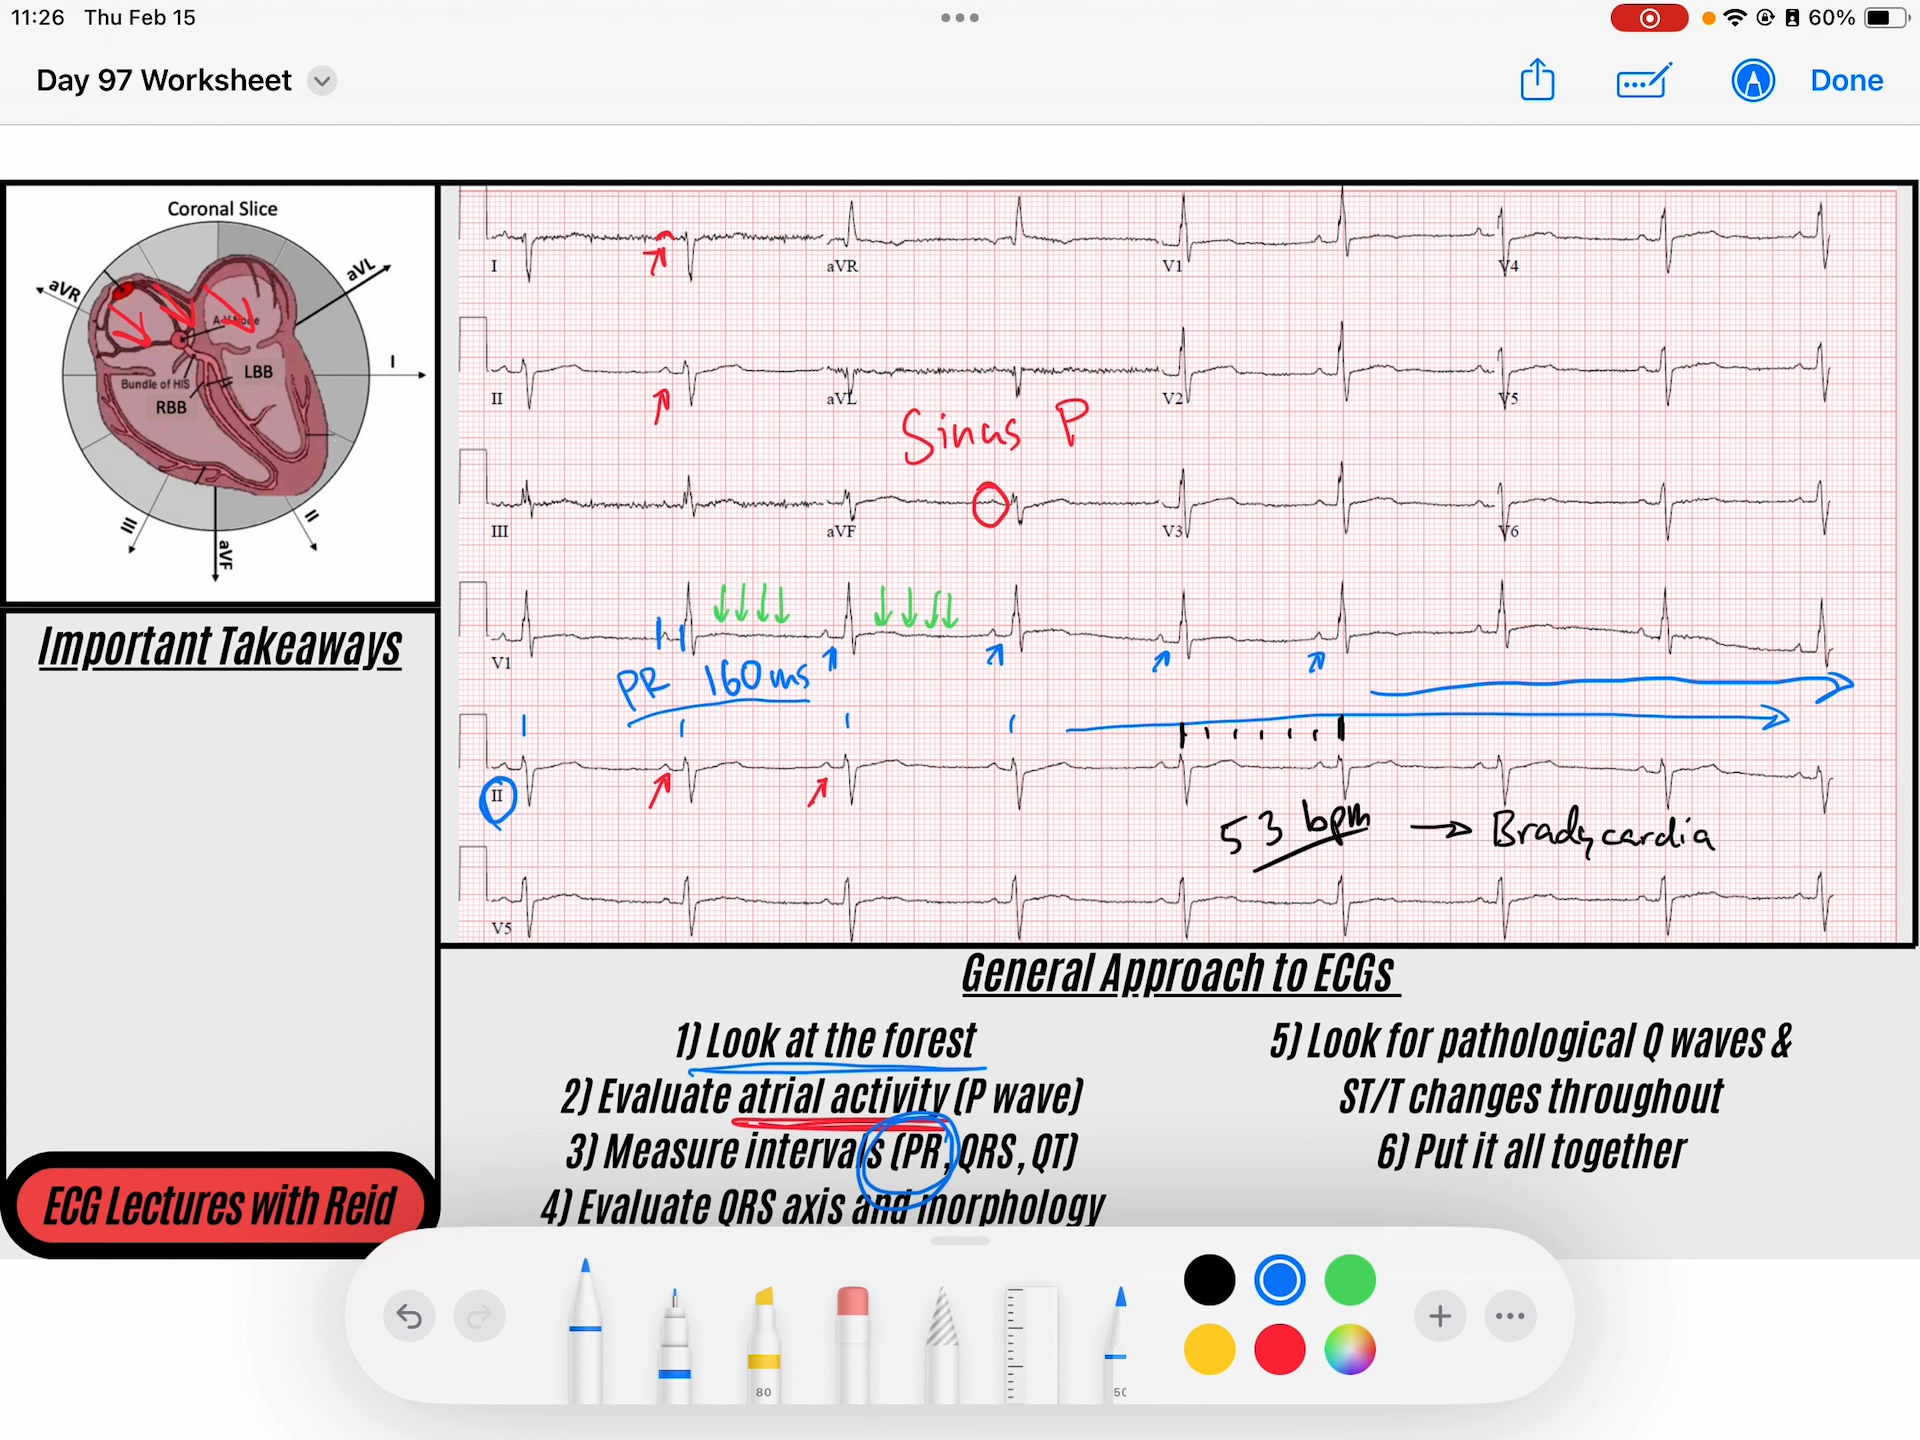 11:26 Thu Feb 15
60%
Day 97 Worksheet
Done
Coronal Slice
aVR
aVL
A-V Node
I
LBB
Bundle of HIS
RBB
III
aVF
II
Important Takeaways
ECG Lectures with Reid
I
aVR
V1
V4
II
aVL
V2
V5
Sinus P
III
aVF
V3
V6
V1
PR 160ms
II
53 bpm → Bradycardia
V5
General Approach to ECGs
1) Look at the forest
2) Evaluate atrial activity (P wave)
3) Measure intervals (PR, QRS, QT)
4) Evaluate QRS axis and morphology
5) Look for pathological Q waves &
ST/T changes throughout
6) Put it all together
80
50